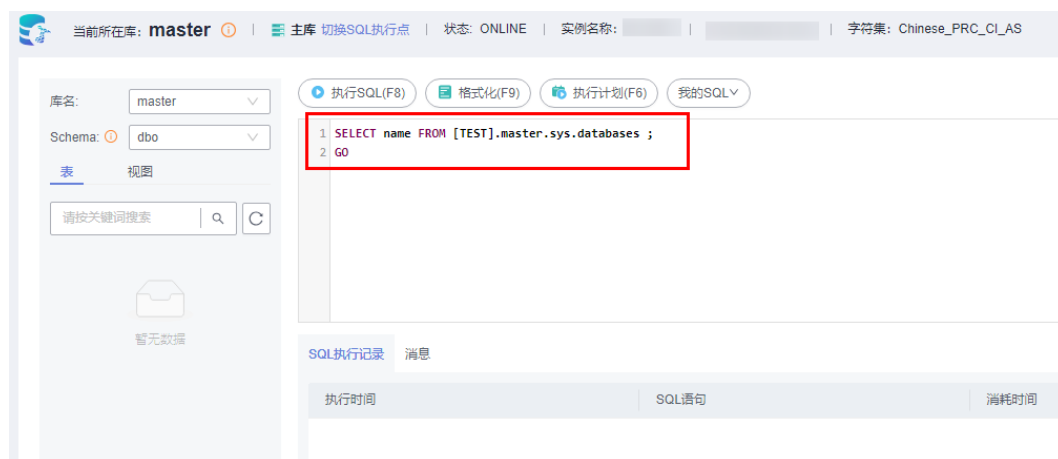 当前所在库: master | 主库 切换SQL执行点 | 状态: ONLINE | 实例名称: | | 字符集: Chinese_PRC_CI_AS
库名: master
Schema: dbo
表 视图
请按关键词搜索
暂无数据
执行SQL(F8) 格式化(F9) 执行计划(F6) 我的SQL
1 SELECT name FROM [TEST].master.sys.databases ;
2 GO
SQL执行记录 消息
执行时间 SQL语句 消耗时间